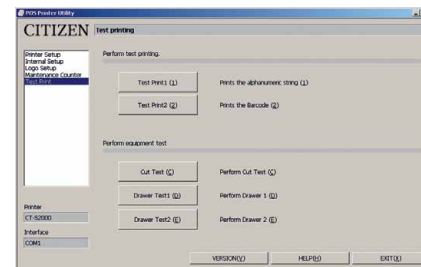 POS Printer Utility
CITIZEN
Test printing
Printer Setup
Internal Setup
Logo Setup
Maintenance Counter
Test Print
Perform test printing.
Test Print1 (1) Prints the alphanument string (1)
Test Print2 (2) Prints the Barcode (2)
Perform equipment test
Cut Test (C) Perform Cut Test (C)
Drawer Test1 (D) Perform Drawer 1 (D)
Drawer Test2 (E) Perform Drawer 2 (E)
Printer
CT-S2000
Interface
COM1
VERSION(V) HELP(H) EXIT(X)